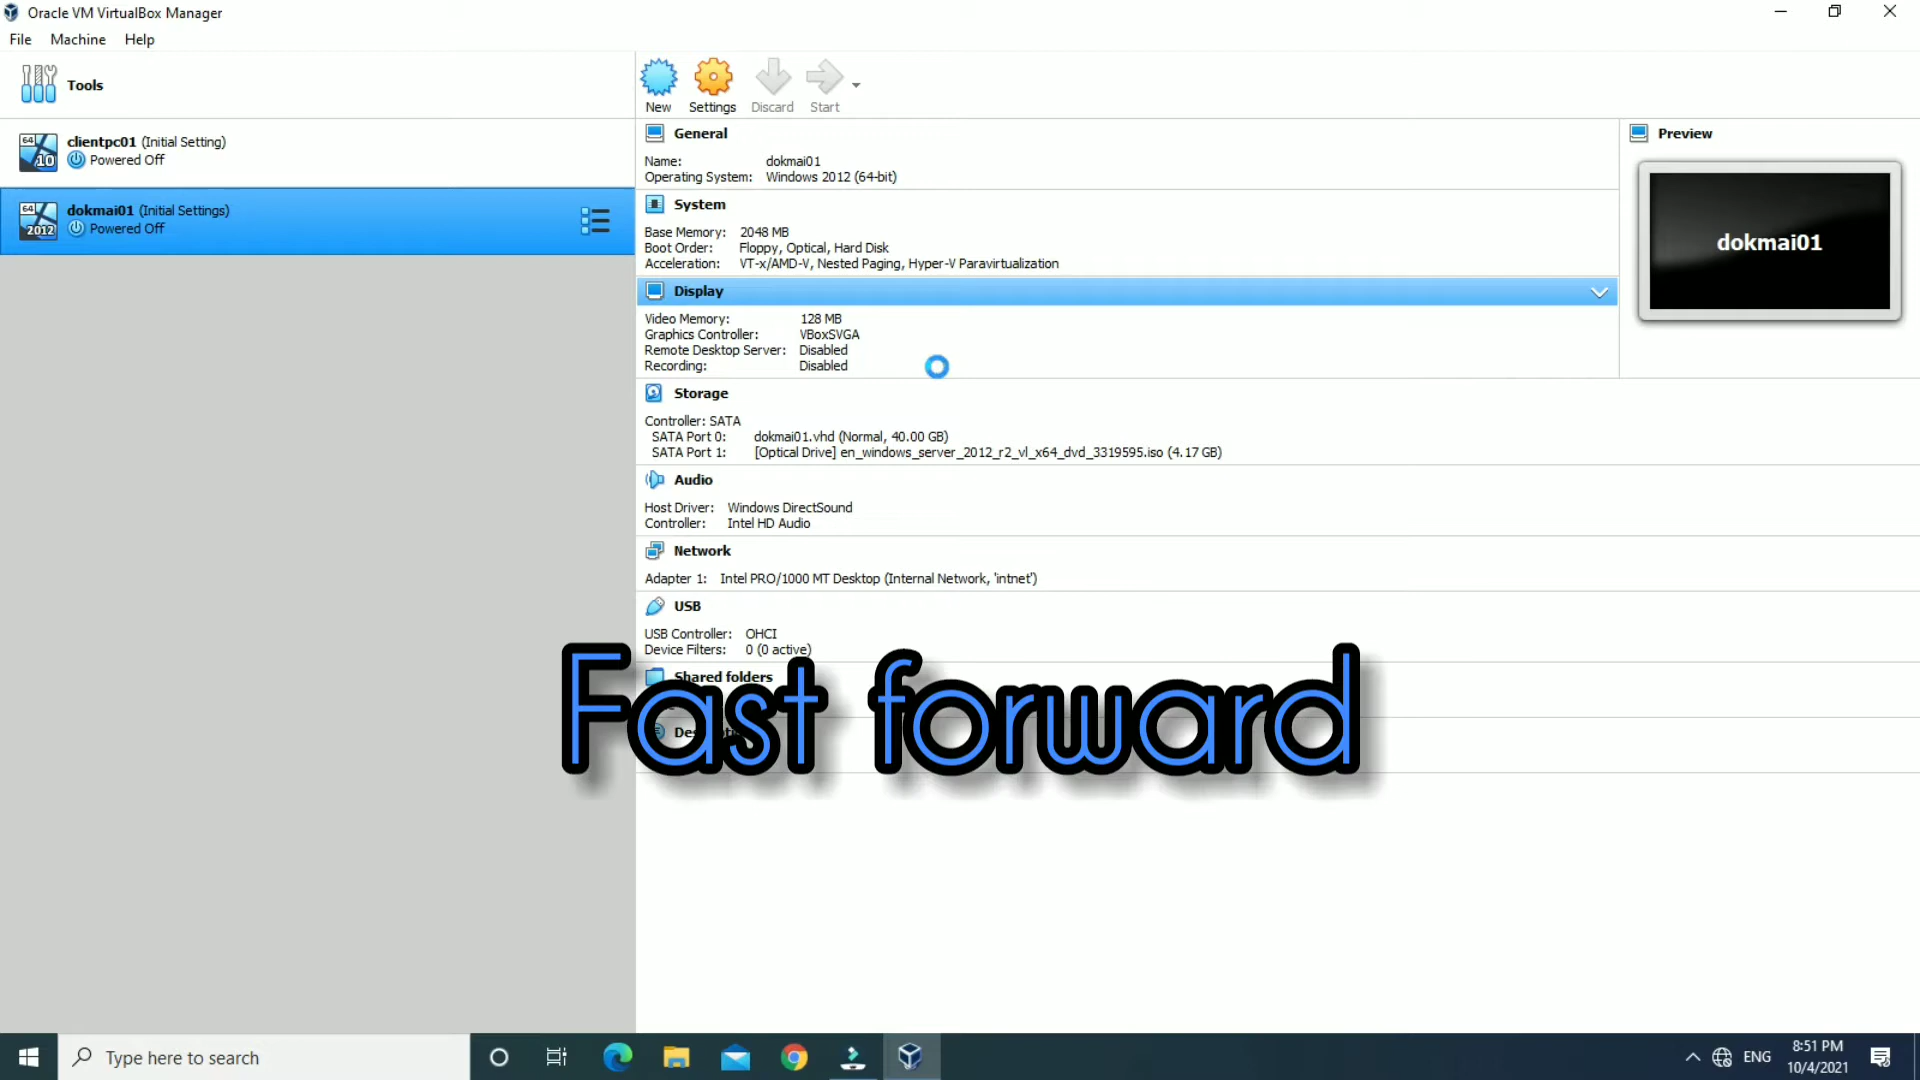 Oracle VM VirtualBox Manager
File Machine Help
Tools
New Settings Discard Start
64 10 clientpc01 (Initial Setting)
Powered Off
64 2012 dokmai01 (Initial Settings)
Powered Off
General
Name: dokmai01
Operating System: Windows 2012 (64-bit)
System
Base Memory: 2048 MB
Boot Order: Floppy, Optical, Hard Disk
Acceleration: VT-x/AMD-V, Nested Paging, Hyper-V Paravirtualization
Display
Video Memory: 128 MB
Graphics Controller: VBoxSVGA
Remote Desktop Server: Disabled
Recording: Disabled
Storage
Controller: SATA
SATA Port 0: dokmai01.vhd (Normal, 40.00 GB)
SATA Port 1: [Optical Drive] en_windows_server_2012_r2_vl_x64_dvd_3319595.iso (4.17 GB)
Audio
Host Driver: Windows DirectSound
Controller: Intel HD Audio
Network
Adapter 1: Intel PRO/1000 MT Desktop (Internal Network, 'intnet')
USB
USB Controller: OHCI
Device Filters: 0 (0 active)
Shared folders
Preview
dokmai01
Fast forward
Type here to search
ENG
8:51 PM
10/4/2021